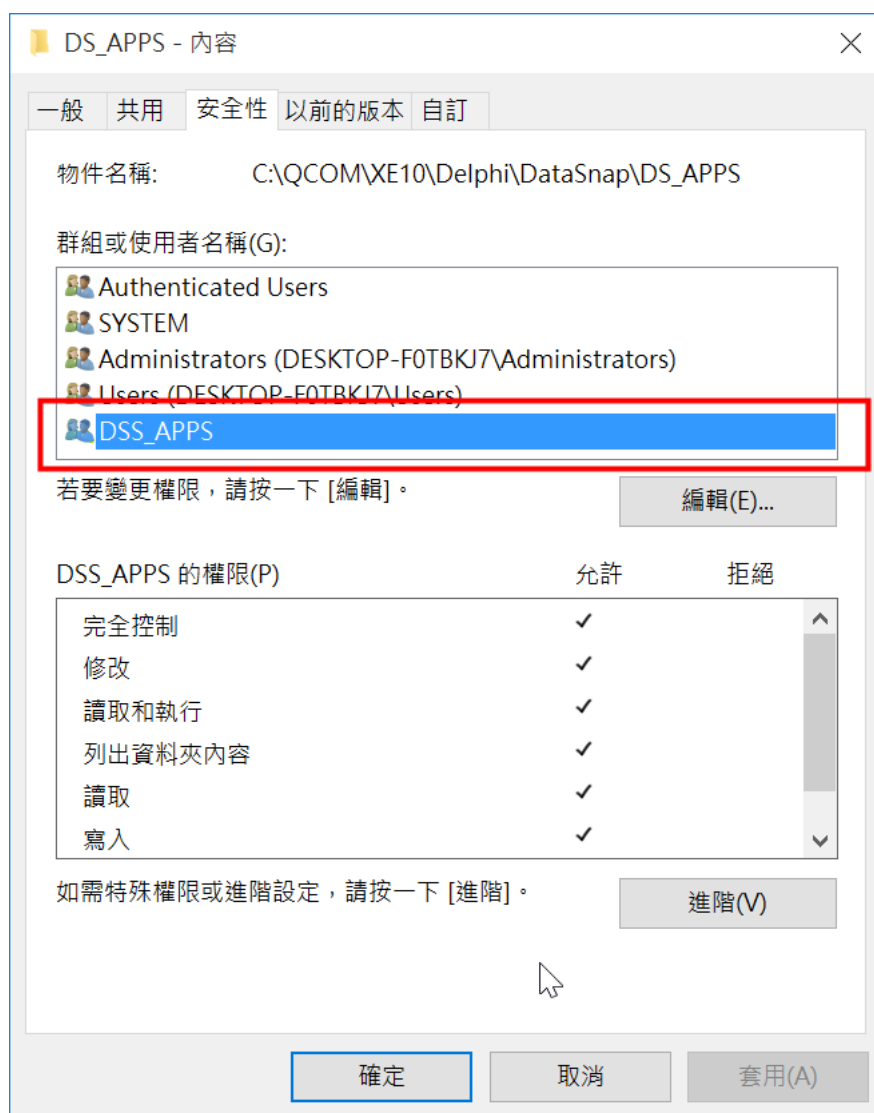 DS_APPS - 內容
一般 共用 安全性 以前的版本 自訂
物件名稱: C:\QCOM\XE10\Delphi\DataSnap\DS_APPS
群組或使用者名稱(G):
Authenticated Users
SYSTEM
Administrators (DESKTOP-F0TBKJ7\Administrators)
Users (DESKTOP-F0TBKJ7\Users)
DSS_APPS
若要變更權限，請按一下 [編輯]。 編輯(E)...
DSS_APPS 的權限(P) 允許 拒絕
完全控制
修改
讀取和執行
列出資料夾內容
讀取
寫入
如需特殊權限或進階設定，請按一下 [進階]。 進階(V)
確定 取消 套用(A)